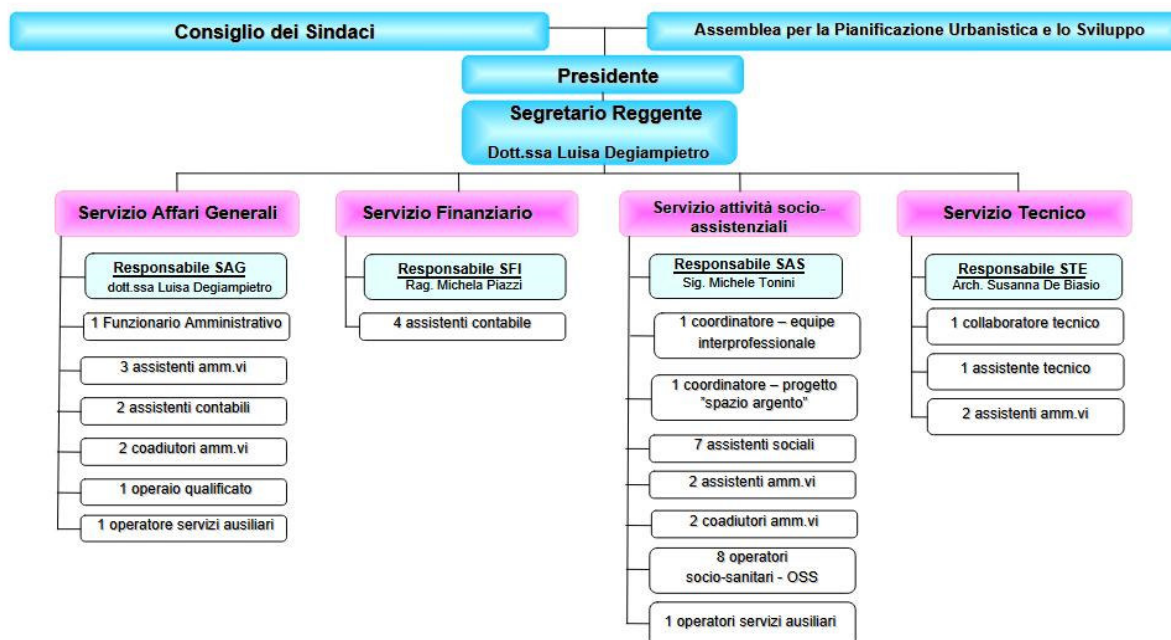 Consiglio dei Sindaci
Assemblea per la Pianificazione Urbanistica e lo Sviluppo
Presidente
Segretario Reggente
Dott.ssa Luisa Degiampietro
Servizio Affari Generali
Responsabile SAG
dott.ssa Luisa Degiampietro
1 Funzionario Amministrativo
3 assistenti amm.vi
2 assistenti contabili
2 coadiutori amm.vi
1 operaio qualificato
1 operatore servizi ausiliari
Servizio Finanziario
Responsabile SFI
Rag. Michela Piazzi
4 assistenti contabile
Servizio attività socio-
assistenziali
Responsabile SAS
Sig. Michele Tonini
1 coordinatore – equipe
interprofessionale
1 coordinatore – progetto
"spazio argento"
7 assistenti sociali
2 assistenti amm.vi
2 coadiutori amm.vi
8 operatori
socio-sanitari - OSS
1 operatori servizi ausiliari
Servizio Tecnico
Responsabile STE
Arch. Susanna De Biasio
1 collaboratore tecnico
1 assistente tecnico
2 assistenti amm.vi